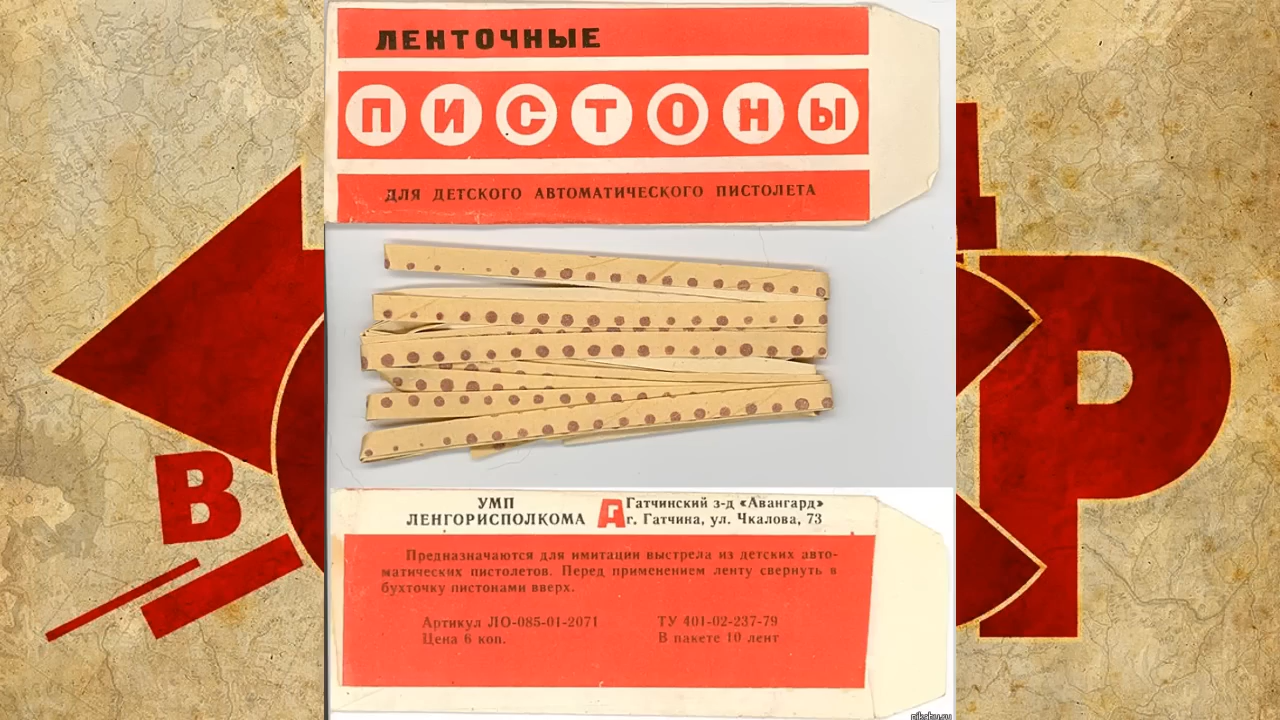 ЛЕНТОЧНЫЕ
ПИСТОНЫ
ДЛЯ ДЕТСКОГО АВТОМАТИЧЕСКОГО ПИСТОЛЕТА
В
Р
УМП
ЛЕНГОРИСПОЛКОМА
Гатчинский з-д «Авангард»
г. Гатчина, ул. Чкалова, 73
Предназначаются для имитации выстрела из детских авто-
матических пистолетов. Перед применением ленту свернуть в
бухточку пистонами вверх.
Артикул ЛО-085-01-2071
ТУ 401-02-237-79
Цена 6 коп.
В пакете 10 лент
pikabu.ru